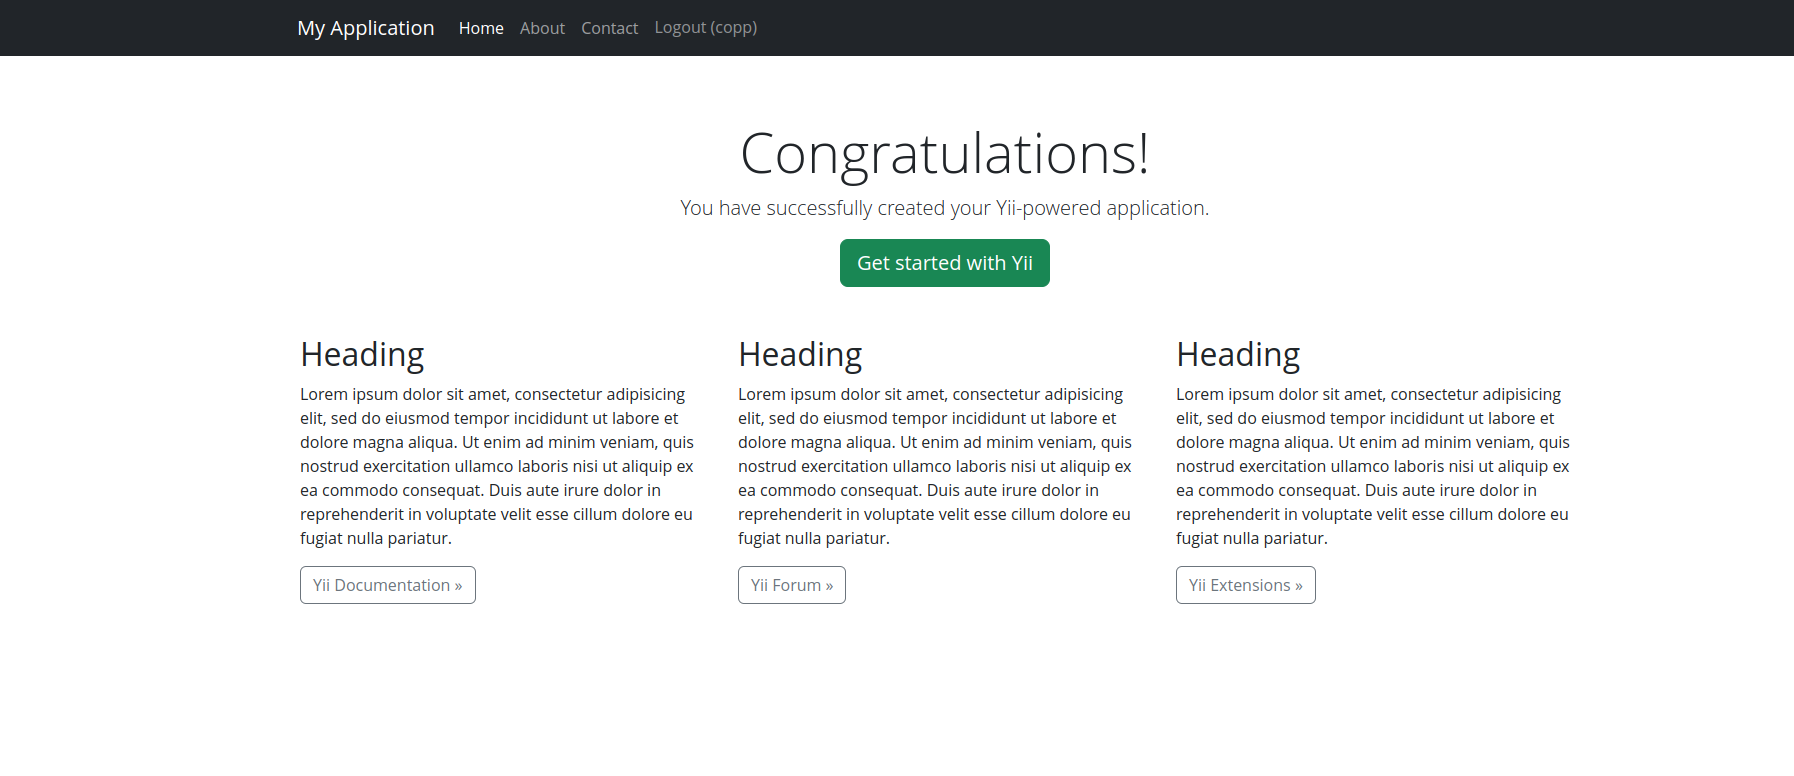 My Application Home About Contact Logout (copp)
Congratulations!
You have successfully created your Yii-powered application.
Get started with Yii
Heading
Lorem ipsum dolor sit amet, consectetur adipisicing
elit, sed do eiusmod tempor incididunt ut labore et
dolore magna aliqua. Ut enim ad minim veniam, quis
nostrud exercitation ullamco laboris nisi ut aliquip ex
ea commodo consequat. Duis aute irure dolor in
reprehenderit in voluptate velit esse cillum dolore eu
fugiat nulla pariatur.
Yii Documentation »
Heading
Lorem ipsum dolor sit amet, consectetur adipisicing
elit, sed do eiusmod tempor incididunt ut labore et
dolore magna aliqua. Ut enim ad minim veniam, quis
nostrud exercitation ullamco laboris nisi ut aliquip ex
ea commodo consequat. Duis aute irure dolor in
reprehenderit in voluptate velit esse cillum dolore eu
fugiat nulla pariatur.
Yii Forum »
Heading
Lorem ipsum dolor sit amet, consectetur adipisicing
elit, sed do eiusmod tempor incididunt ut labore et
dolore magna aliqua. Ut enim ad minim veniam, quis
nostrud exercitation ullamco laboris nisi ut aliquip ex
ea commodo consequat. Duis aute irure dolor in
reprehenderit in voluptate velit esse cillum dolore eu
fugiat nulla pariatur.
Yii Extensions »